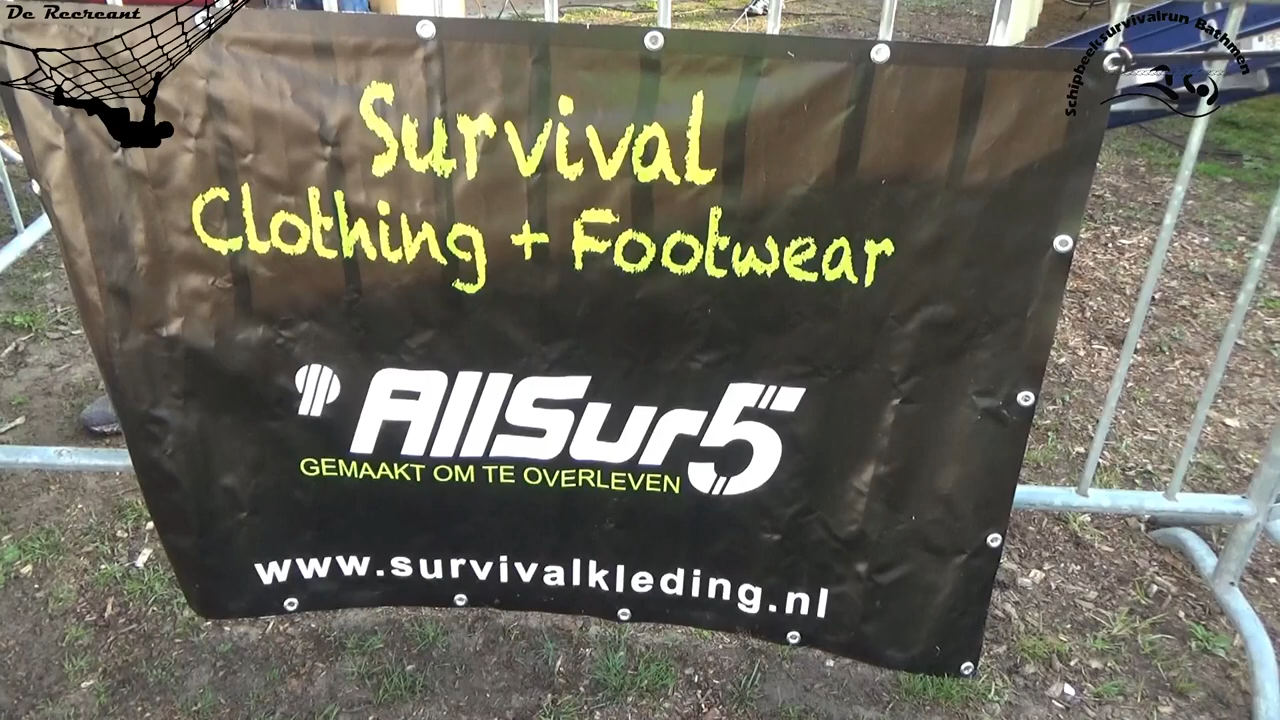 De Recreant
Schipbeeksurvivalrun Bathmen
Survival
Clothing + Footwear
AllSur5
GEMAAKT OM TE OVERLEVEN
www.survivalkleding.nl